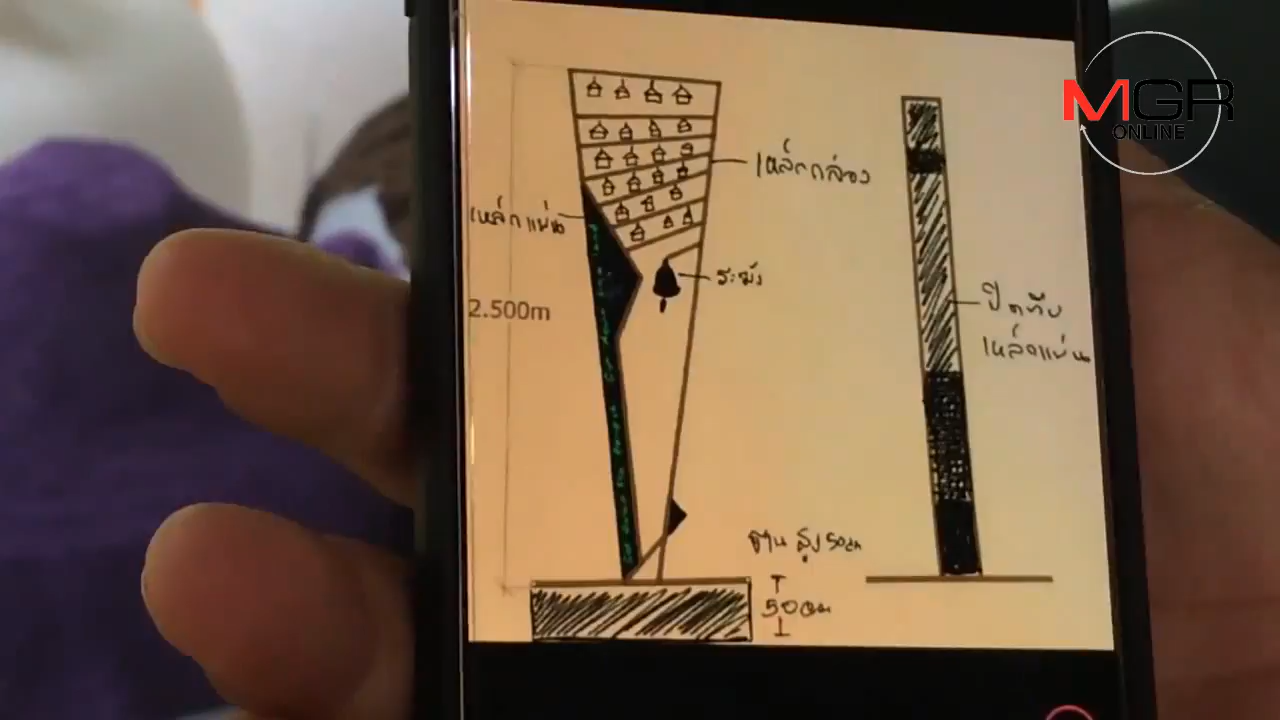 MGR
ONLINE
เหล็กกล่อง
เหล็กแผ่น
ระฆัง
2.500m
ปิดทึบ
เหล็กแผ่น
ฐาน สูง 50cm
50cm